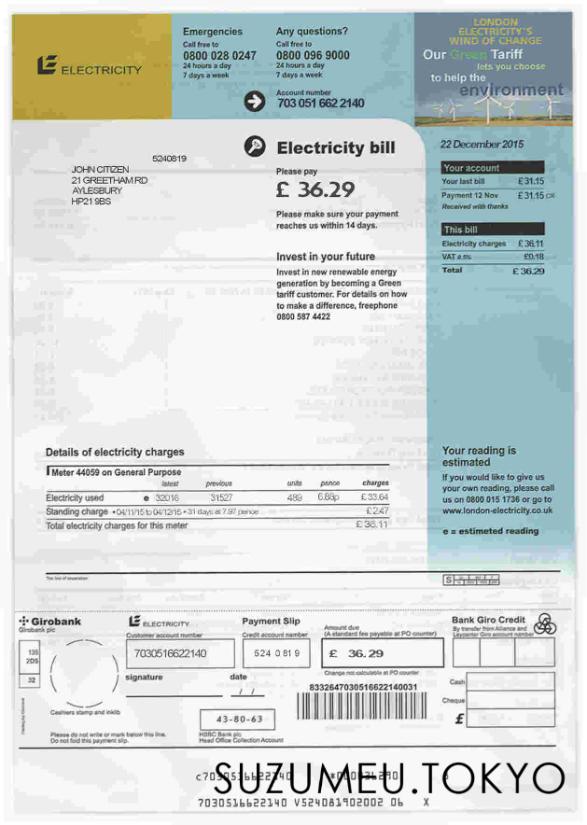 LE ELECTRICITY
Emergencies
Call free to
0800 028 0247
24 hours a day
7 days a week
Any questions?
Call free to
0800 096 9000
24 hours a day
7 days a week
Account number
703 051 662 2140
LONDON
ELECTRICITY'S
WIND OF CHANGE
Our Green Tariff
lets you choose
to help the
environment
5240819
JOHN CITIZEN
21 GREETHAM RD
AYLESBURY
HP21 9BS
Electricity bill
Please pay
£ 36.29
Please make sure your payment
reaches us within 14 days.
Invest in your future
Invest in new renewable energy
generation by becoming a Green
tariff customer. For details on how
to make a difference, freephone
0800 587 4422
22 December 2015
Your account
Your last bill £31.15
Payment 12 Nov £31.15 CR
Received with thanks
This bill
Electricity charges £36.11
VAT £0.18
Total £36.29
Details of electricity charges
Meter 44059 on General Purpose
latest previous units pence charges
Electricity used e 32016 31527 489 6.88p £33.64
Standing charge • 04/11/15 to 04/12/15 • 31 days at 7.97 pence £2.47
Total electricity charges for this meter £36.11
Your reading is
estimated
If you would like to give us
your own reading, please call
us on 0800 015 1736 or go to
www.london-electricity.co.uk
e = estimeted reading
Girobank
Girobank plc
LE ELECTRICITY
Payment Slip
Customer account number
7030516622140
Credit account number
524 0819
Amount due
(A standard fee payable at PO counter)
£ 36.29
Change not calculable at PO counter
Bank Giro Credit
By transfer from Alliance and
Leycenter Giro account number
135
2DS
32
signature
date
/ /
8332647030516622140031
Cash
Cheque
£
Cashiers stamp and
43-80-63
Please do not write or mark below this line.
Do not fold this payment slip.
HSBC Bank plc
Head Office Collection Account
SUZUMEU.TOKYO
7030516622140 V524081902002 06 X